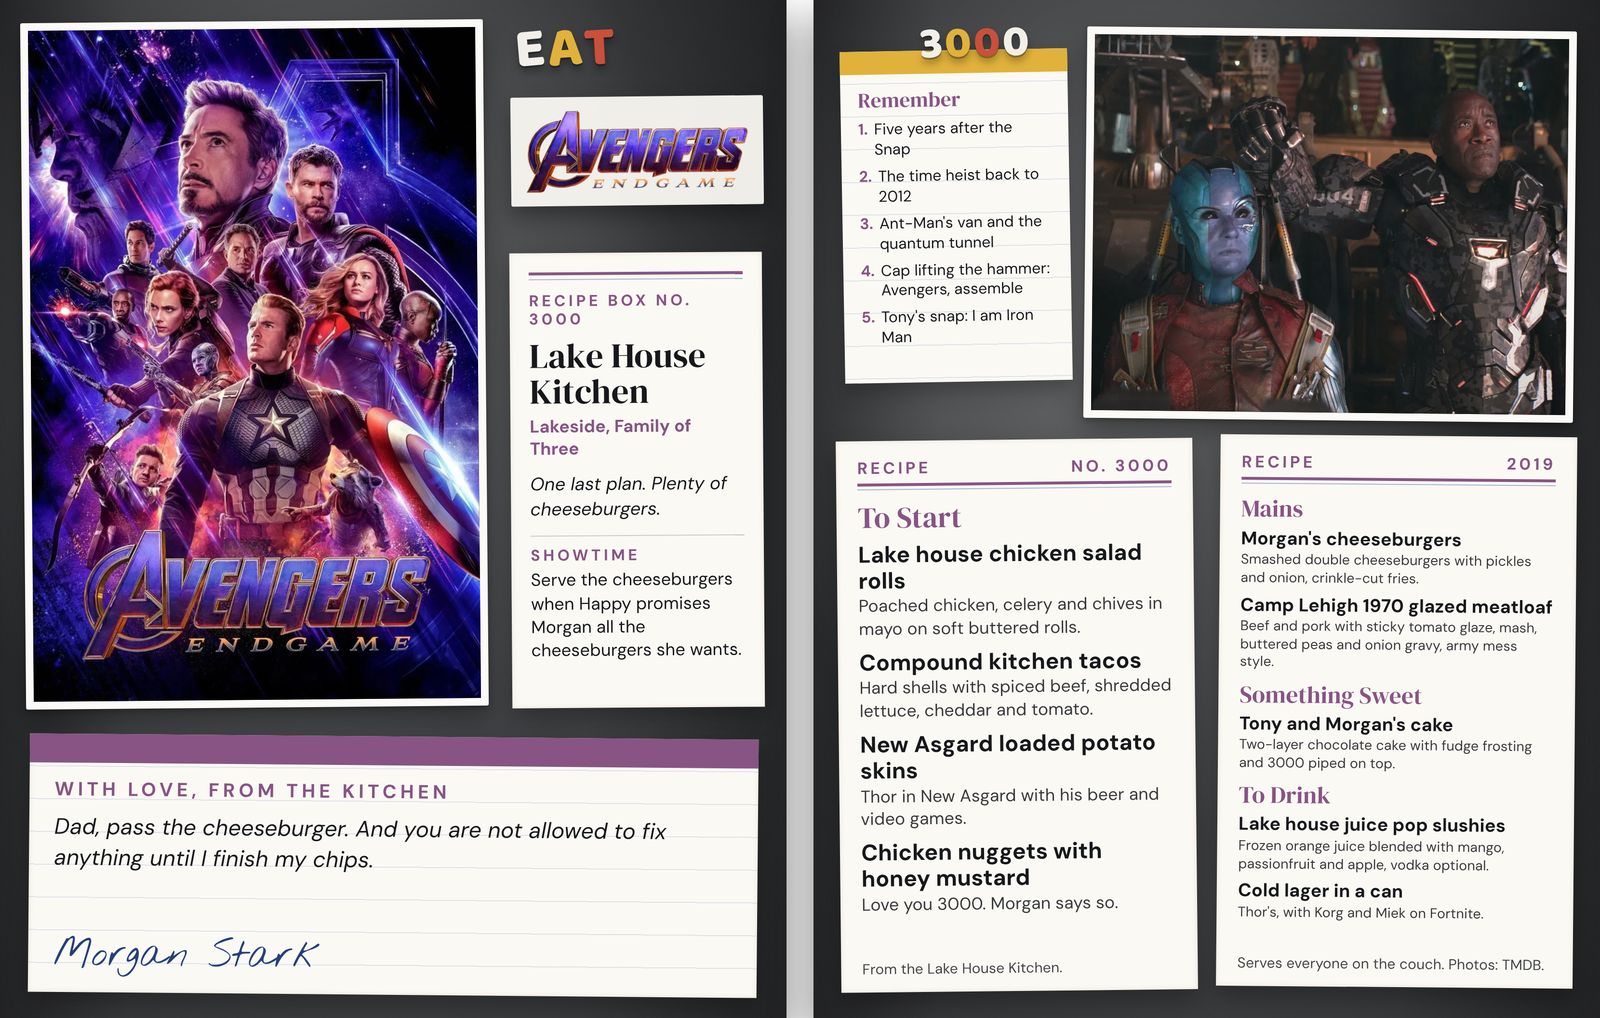 EAT
AVENGERS
ENDGAME
AVENGERS
ENDGAME
RECIPE BOX NO.
3000
Lake House
Kitchen
Lakeside, Family of
Three
One last plan. Plenty of
cheeseburgers.
SHOWTIME
Serve the cheeseburgers
when Happy promises
Morgan all the
cheeseburgers she wants.
WITH LOVE, FROM THE KITCHEN
Dad, pass the cheeseburger. And you are not allowed to fix
anything until I finish my chips.
Morgan Stark
3000
Remember
1. Five years after the
Snap
2. The time heist back to
2012
3. Ant-Man's van and the
quantum tunnel
4. Cap lifting the hammer:
Avengers, assemble
5. Tony's snap: I am Iron
Man
RECIPE NO. 3000
To Start
Lake house chicken salad
rolls
Poached chicken, celery and chives in
mayo on soft buttered rolls.
Compound kitchen tacos
Hard shells with spiced beef, shredded
lettuce, cheddar and tomato.
New Asgard loaded potato
skins
Thor in New Asgard with his beer and
video games.
Chicken nuggets with
honey mustard
Love you 3000. Morgan says so.
From the Lake House Kitchen.
RECIPE 2019
Mains
Morgan's cheeseburgers
Smashed double cheeseburgers with pickles
and onion, crinkle-cut fries.
Camp Lehigh 1970 glazed meatloaf
Beef and pork with sticky tomato glaze, mash,
buttered peas and onion gravy, army mess
style.
Something Sweet
Tony and Morgan's cake
Two-layer chocolate cake with fudge frosting
and 3000 piped on top.
To Drink
Lake house juice pop slushies
Frozen orange juice blended with mango,
passionfruit and apple, vodka optional.
Cold lager in a can
Thor's, with Korg and Miek on Fortnite.
Serves everyone on the couch. Photos: TMDB.